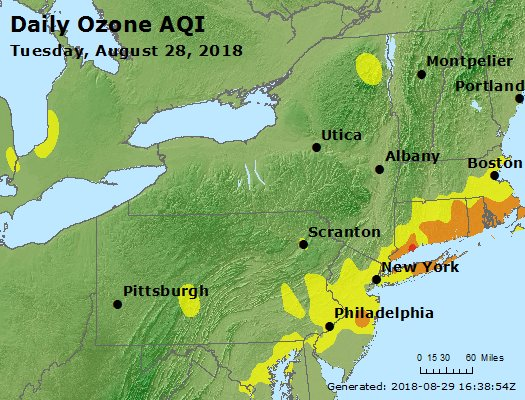 Daily Ozone AQI
Tuesday, August 28, 2018
Montpelier
Portland
Utica
Albany
Boston
Scranton
New York
Pittsburgh
Philadelphia
0 15 30 60 Miles
Generated: 2018-08-29 16:38:54Z